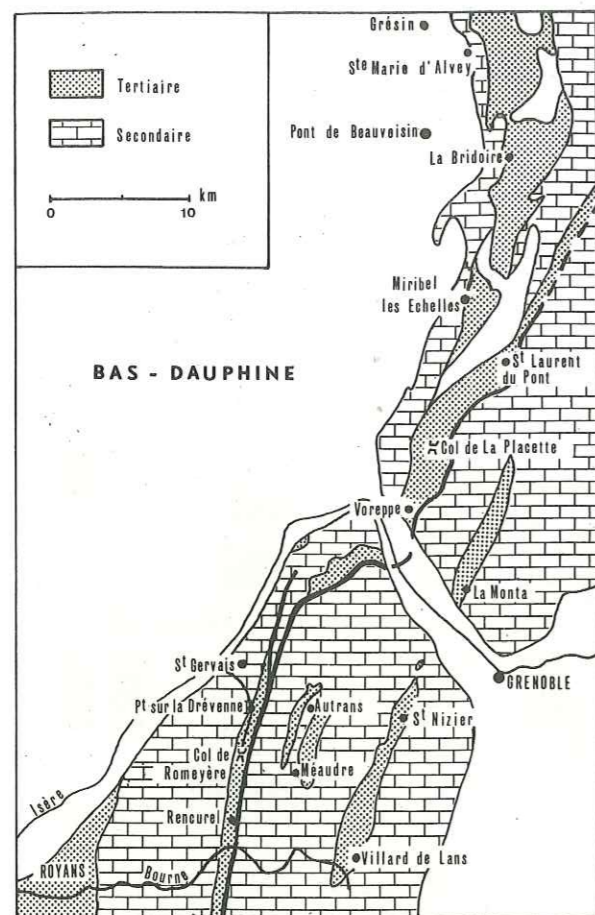 Grésin
Ste Marie d'Alvey
Tertiaire
Secondaire
Pont de Beauvoisin
La Bridoire
km
0 10
Miribel
les Echelles
BAS - DAUPHINE
St Laurent
du Pont
Col de La Placette
Voreppe
La Monta
St Gervais
GRENOBLE
Pt sur la Drévenne
Autrans
St Nizier
Col de
Romeyère
Méaudre
Isère
Rencurel
ROYANS
Bourne
Villard de Lans